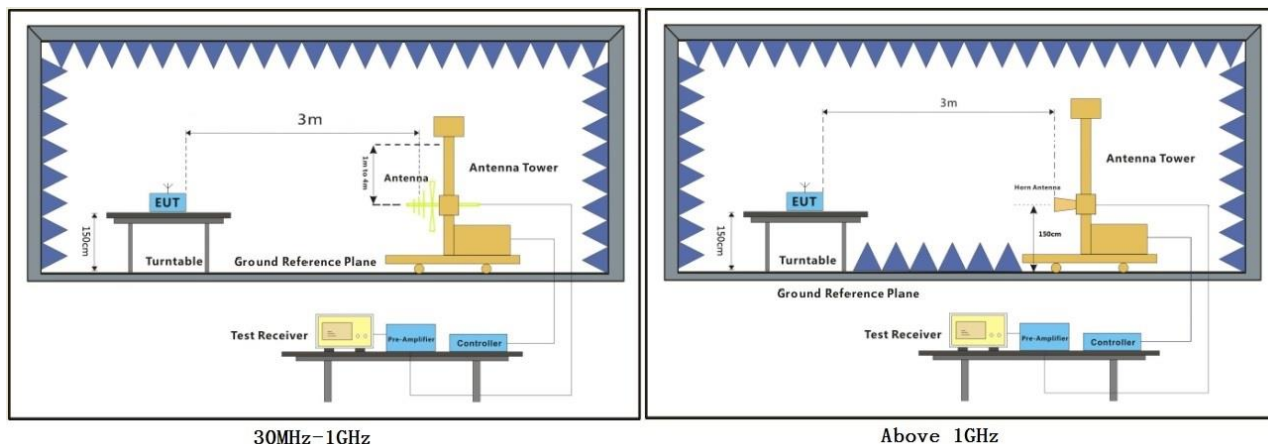 3m
1m to 4m
Antenna
Antenna Tower
EUT
150cm
Turntable
Ground Reference Plane
Test Receiver
Pre-Amplifier
Controller
30MHz-1GHz
3m
Antenna Tower
Horn Antenna
EUT
150cm
150cm
Turntable
Ground Reference Plane
Test Receiver
Pre-Amplifier
Controller
Above 1GHz